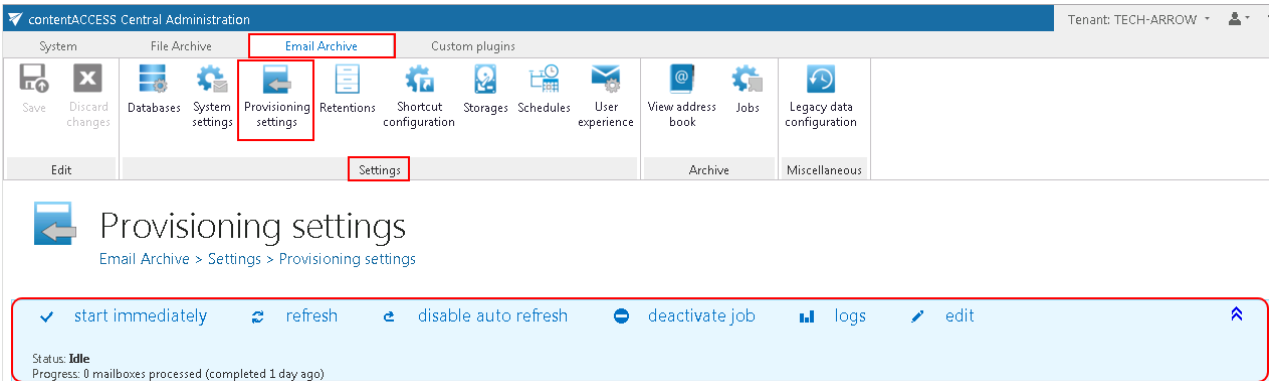 contentACCESS Central Administration
Tenant: TECH-ARROW
System File Archive Email Archive Custom plugins
Save Discard changes Databases System settings Provisioning settings Retentions Shortcut configuration Storages Schedules User experience View address book Jobs Legacy data configuration
Edit Settings Archive Miscellaneous
Provisioning settings
Email Archive > Settings > Provisioning settings
start immediately refresh disable auto refresh deactivate job logs edit
Status: Idle
Progress: 0 mailboxes processed (completed 1 day ago)